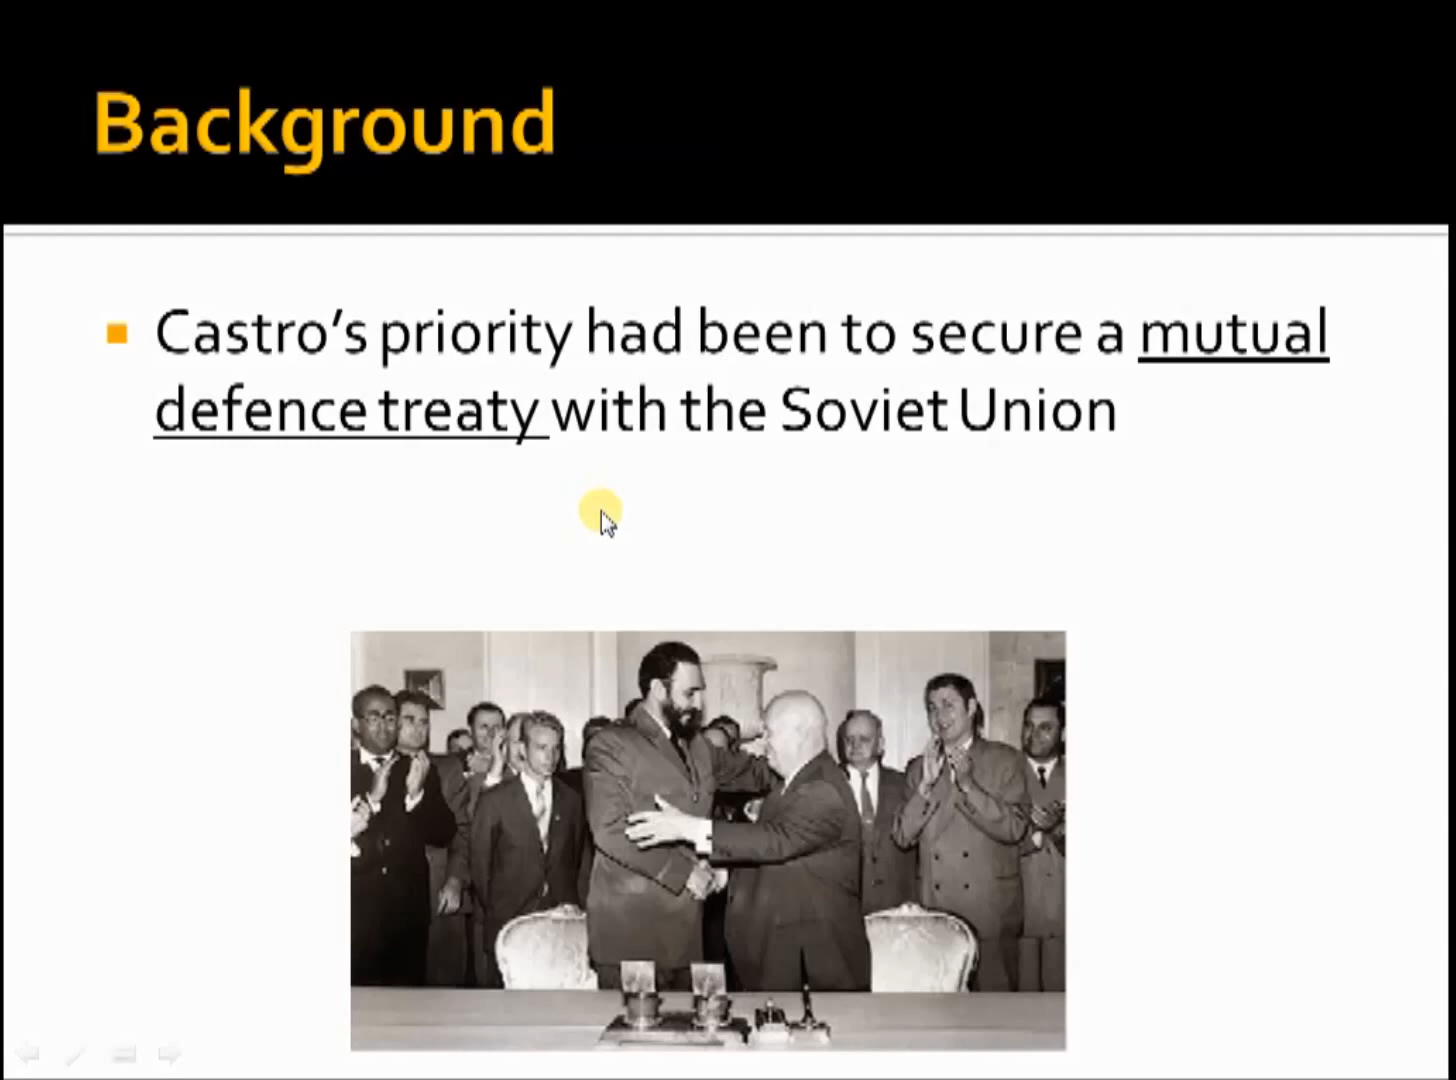 Background
Castro's priority had been to secure a mutual
defence treaty with the Soviet Union